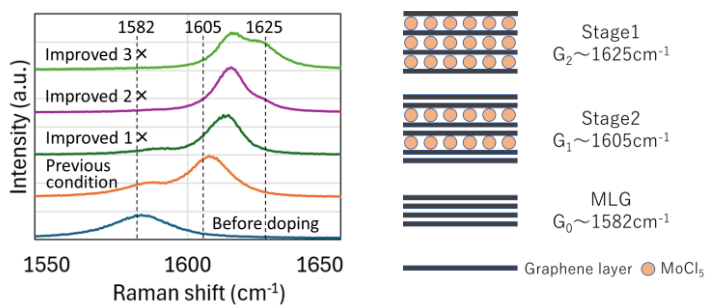 1582 1605 1625
Improved 3×
Improved 2×
Improved 1×
Previous
condition
Before doping
Intensity (a.u.)
1550 1600 1650
Raman shift (cm⁻¹)
Stage1
G₂~1625cm⁻¹
Stage2
G₁~1605cm⁻¹
MLG
G₀~1582cm⁻¹
Graphene layer MoCl₅